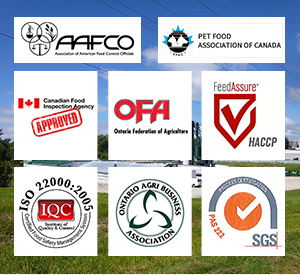 AAFCO
Association of American Feed Control Officials
PET FOOD
ASSOCIATION OF CANADA
PFAC
Canadian Food
Inspection Agency
APPROVED
OFA
Ontario Federation of Agriculture
FeedAssure®
HACCP
ISO 22000:2005
IQC
Institute of
Quality & Control
Certified Food Safety Management System
ONTARIO AGRI BUSINESS
ASSOCIATION
PROCESS CERTIFICATION
PAS 222
SGS